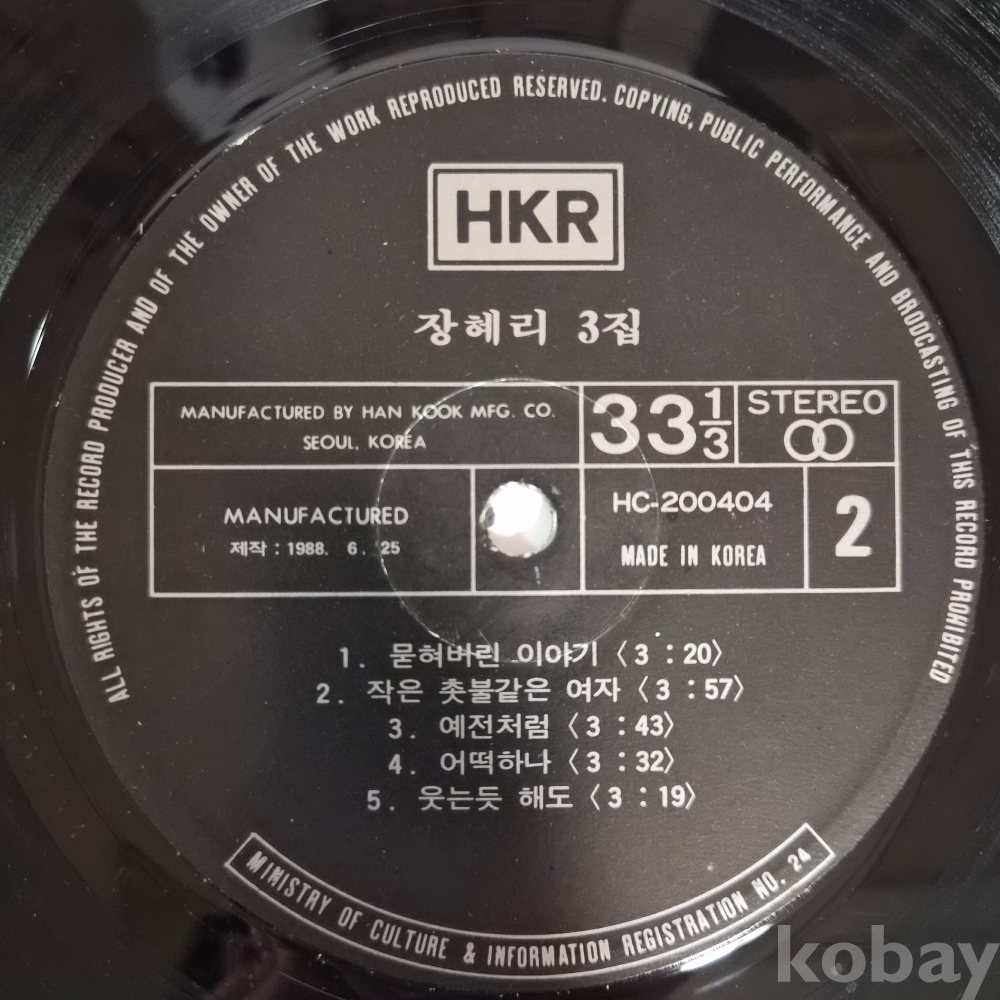 ALL RIGHTS OF THE RECORD PRODUCER AND OF THE OWNER OF THE WORK REPRODUCED RESERVED. COPYING, PUBLIC PERFORMANCE AND BRODCASTING OF THIS RECORD PROHIBITED
HKR
장혜리 3집
MANUFACTURED BY HAN KOOK MFG. CO.
SEOUL, KOREA
33 1/3
STEREO
MANUFACTURED
제작 : 1988. 6. 25
HC-200404
MADE IN KOREA
2
1. 묻혀버린 이야기 〈3 : 20〉
2. 작은 촛불같은 여자 〈3 : 57〉
3. 예전처럼 〈3 : 43〉
4. 어떡하나 〈3 : 32〉
5. 웃는듯 해도 〈3 : 19〉
MINISTRY OF CULTURE & INFORMATION REGISTRATION NO. 24
kobay